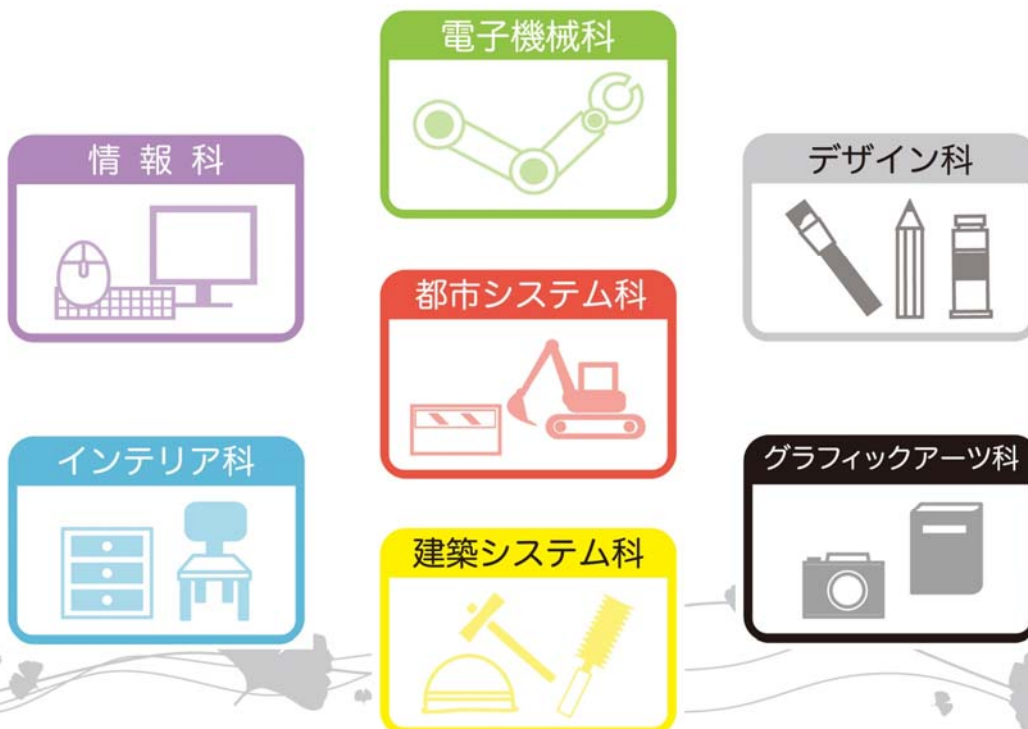 電子機械科
情報科
デザイン科
都市システム科
インテリア科
グラフィックアーツ科
建築システム科